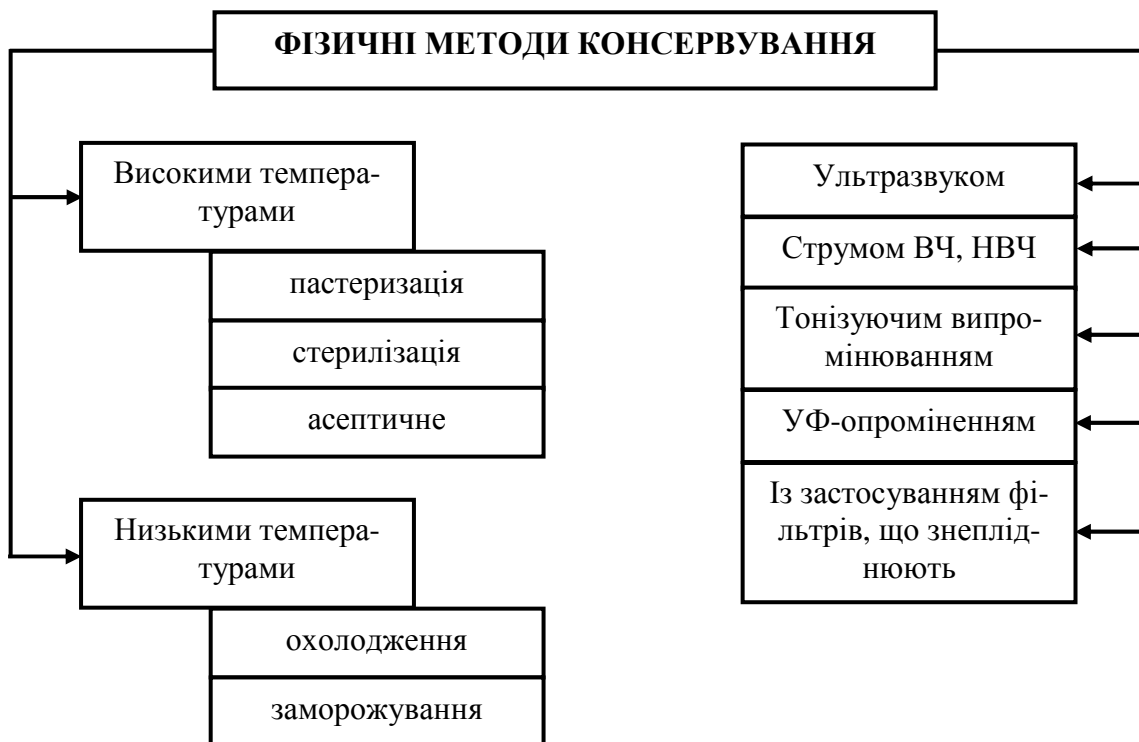 ФІЗИЧНІ МЕТОДИ КОНСЕРВУВАННЯ
Високими темпера-
турами
пастеризація
стерилізація
асептичне
Низькими темпера-
турами
охолодження
заморожування
Ультразвуком
Струмом ВЧ, НВЧ
Тонізуючим випро-
мінюванням
УФ-опроміненням
Із застосуванням фі-
льтрів, що знеплід-
нюють